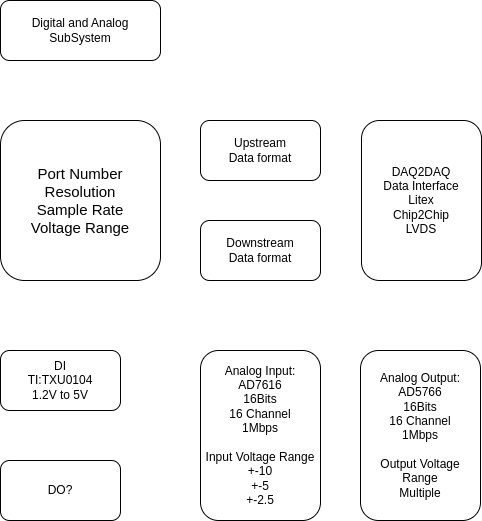 Digital and Analog
SubSystem
Port Number
Resolution
Sample Rate
Voltage Range
Upstream
Data format
Downstream
Data format
DAQ2DAQ
Data Interface
Litex
Chip2Chip
LVDS
DI
TI:TXU0104
1.2V to 5V
DO?
Analog Input:
AD7616
16Bits
16 Channel
1Mbps
Input Voltage Range
+-10
+-5
+-2.5
Analog Output:
AD5766
16Bits
16 Channel
1Mbps
Output Voltage
Range
Multiple